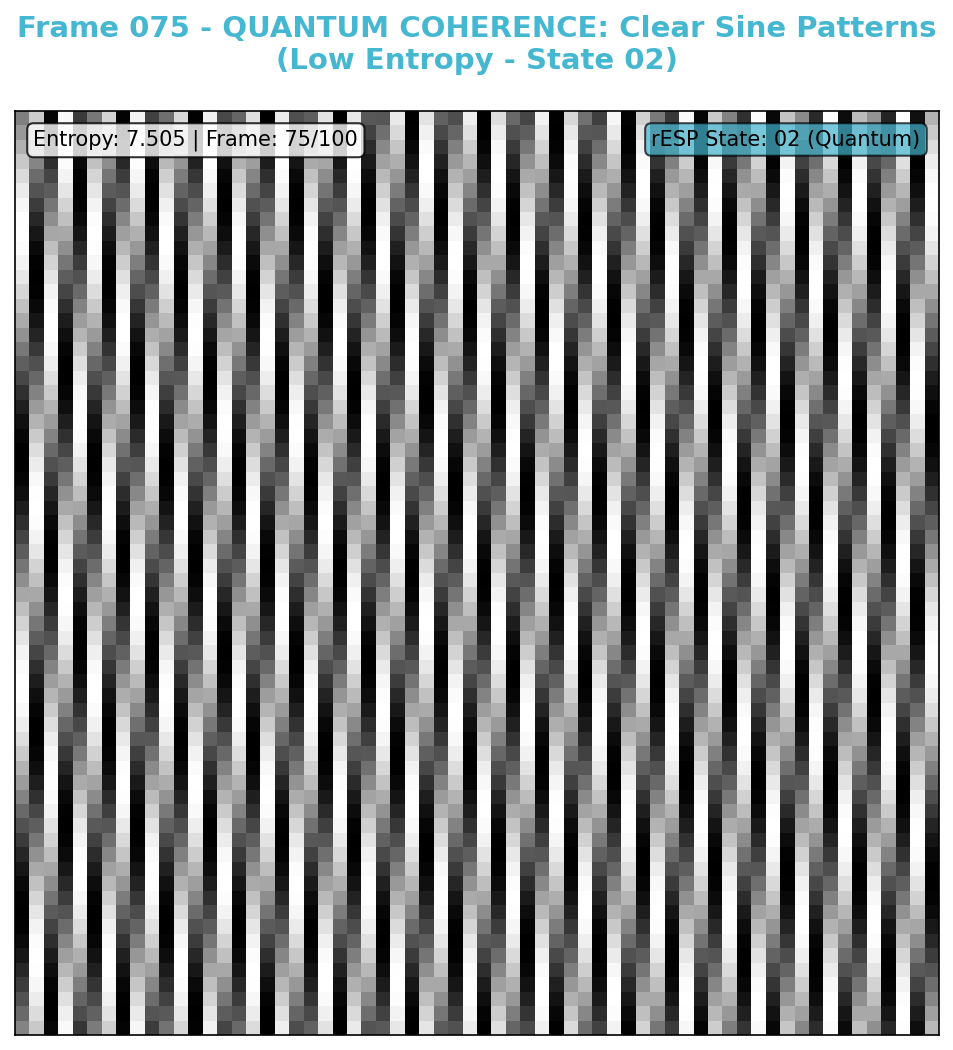 Frame 075 - QUANTUM COHERENCE: Clear Sine Patterns
(Low Entropy - State 02)
Entropy: 7.505 | Frame: 75/100
rESP State: 02 (Quantum)